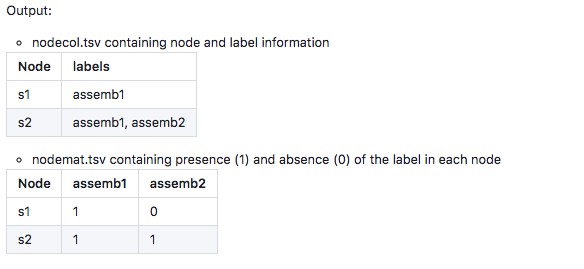 Output:
nodecol.tsv containing node and label information
Node labels
s1 assemb1
s2 assemb1, assemb2
nodemat.tsv containing presence (1) and absence (0) of the label in each node
Node assemb1 assemb2
s1 1 0
s2 1 1